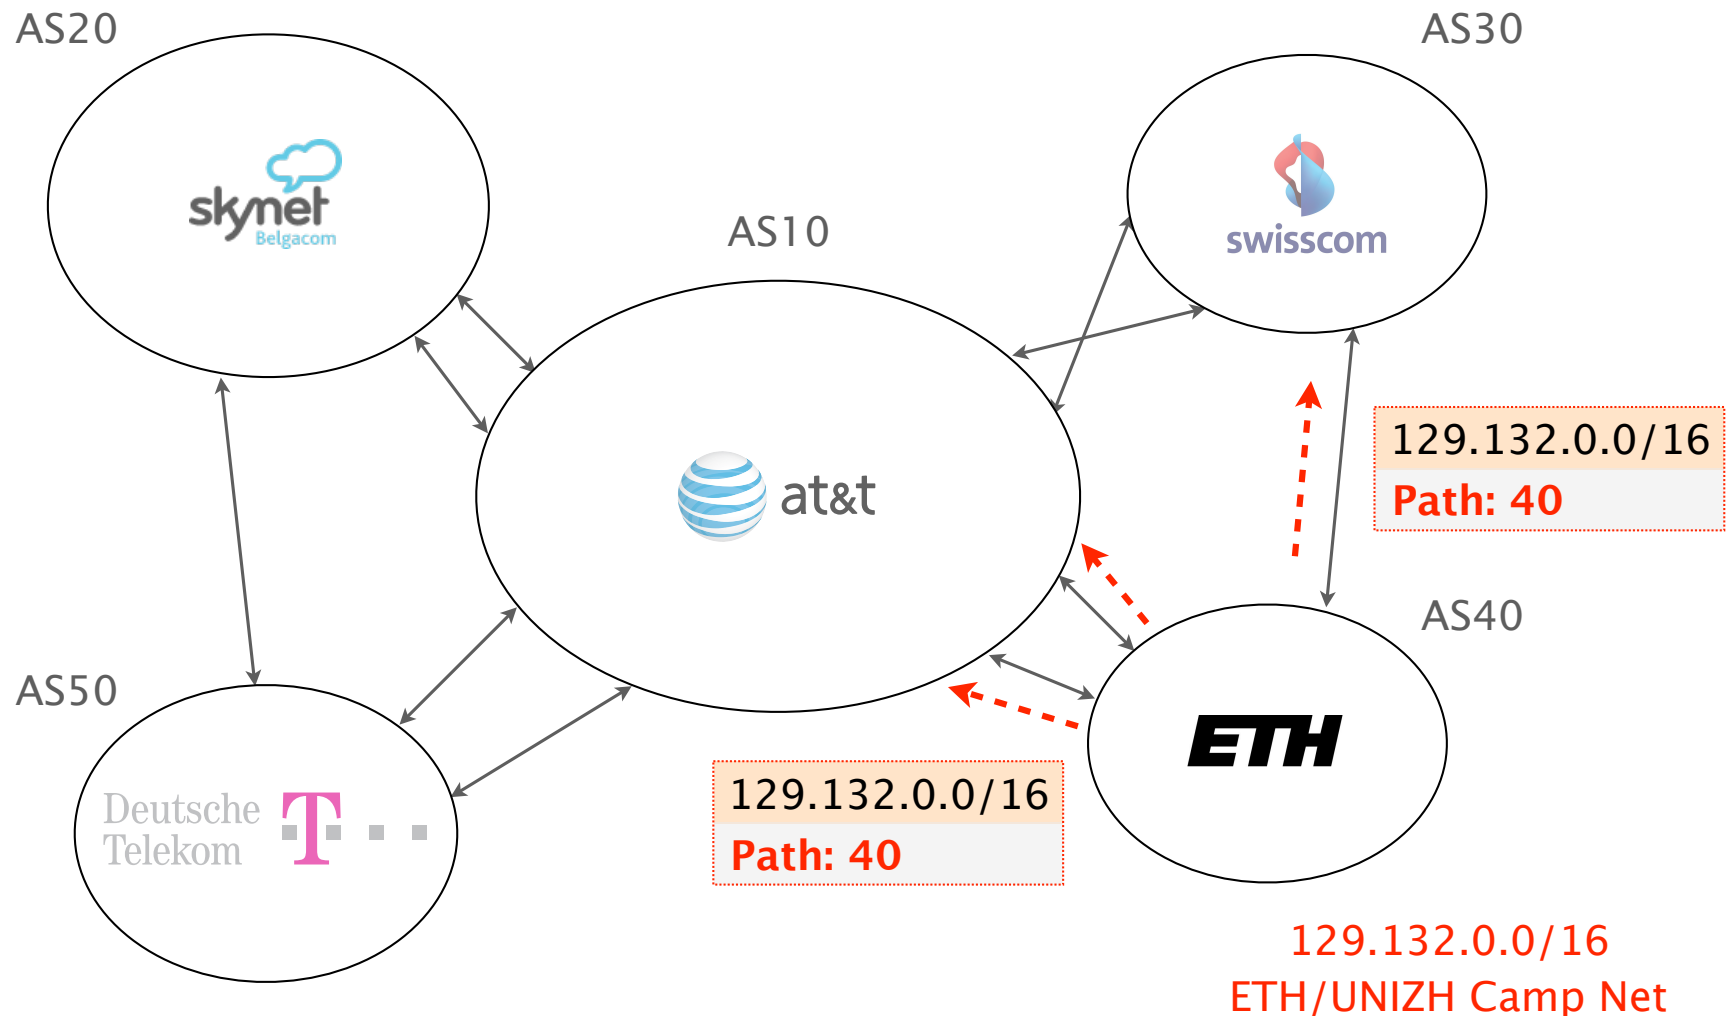 AS20
AS30
skynet
Belgacom
swisscom
AS10
at&t
129.132.0.0/16
Path: 40
AS40
AS50
ETH
Deutsche
Telekom
T
129.132.0.0/16
Path: 40
129.132.0.0/16
ETH/UNIZH Camp Net